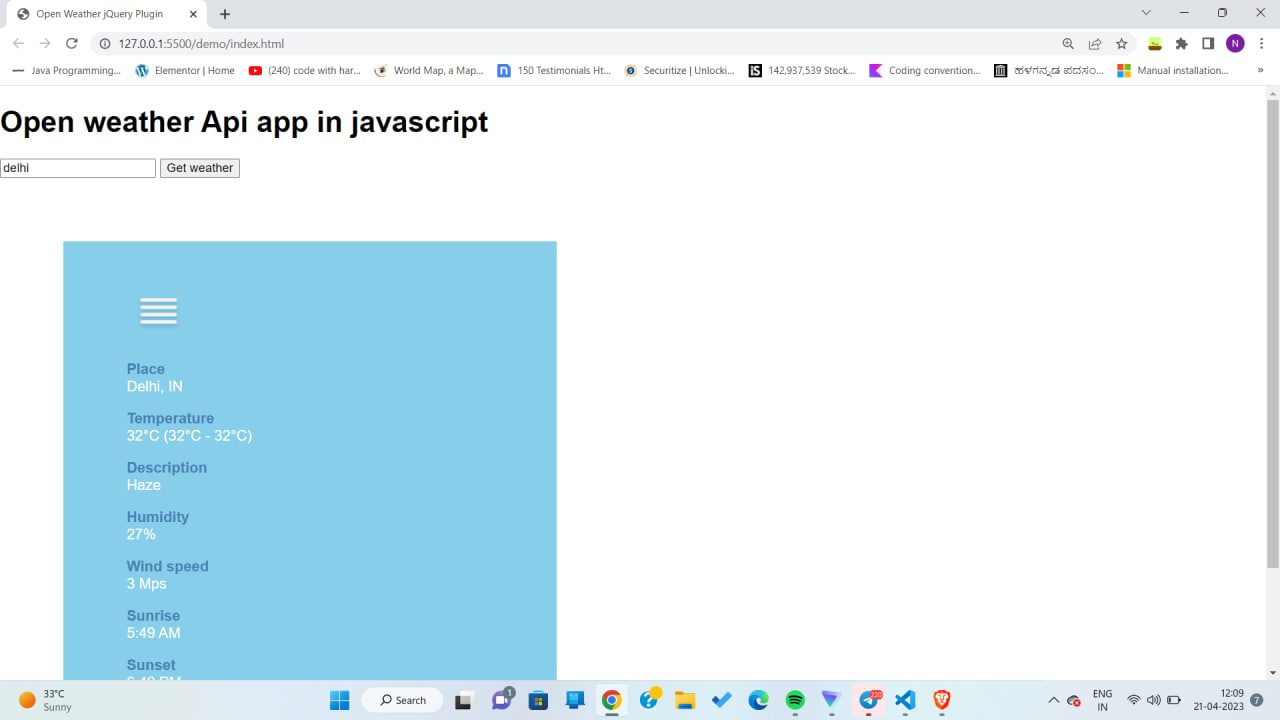 Open Weather jQuery Plugin
127.0.0.1:5500/demo/index.html
N
Java Programming...
Elementor | Home
(240) code with har...
World Map, a Map...
150 Testimonials Ht...
Securitize | Unlocki...
142,937,539 Stock...
Coding convention...
ಹಳಗನ್ನಡ ಪದಸಂ...
Manual installation...
»
Open weather Api app in javascript
delhi
Get weather
Place
Delhi, IN
Temperature
32°C (32°C - 32°C)
Description
Haze
Humidity
27%
Wind speed
3 Mps
Sunrise
5:49 AM
Sunset
33°C
Sunny
Search
1
220
ENG
IN
12:09
21-04-2023
7